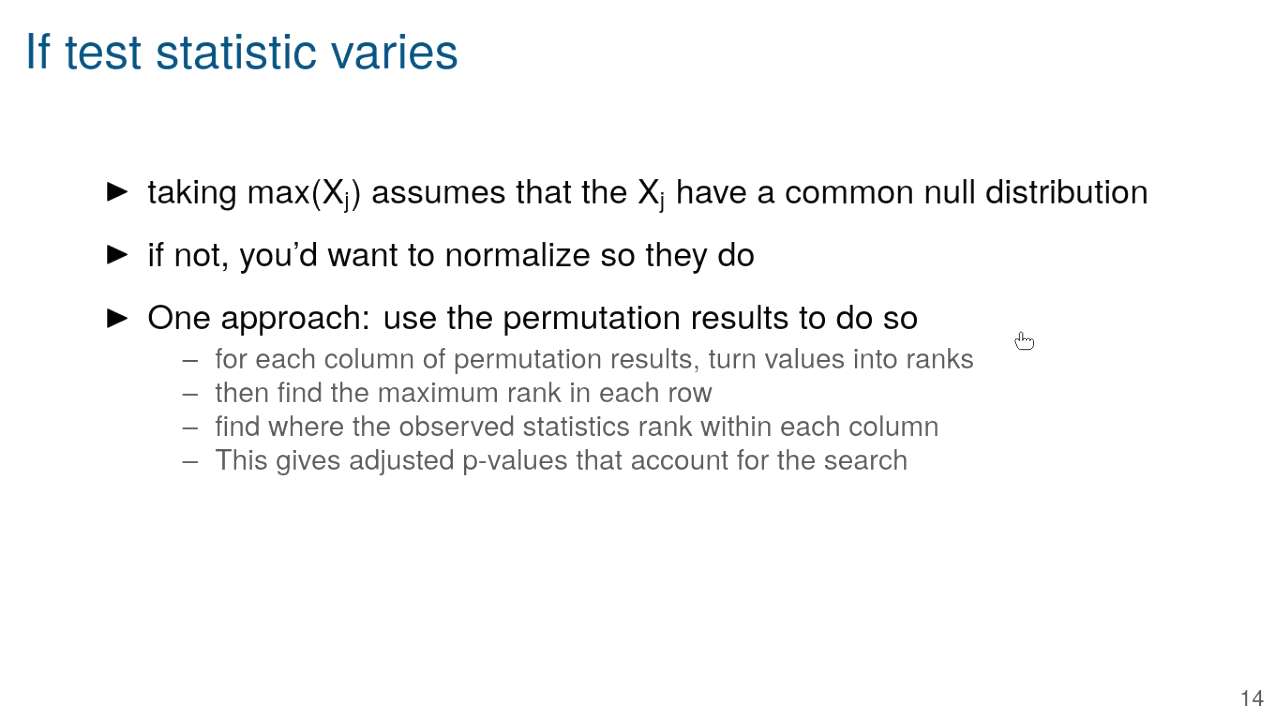 If test statistic varies
▶ taking max(Xj) assumes that the Xj have a common null distribution
▶ if not, you'd want to normalize so they do
▶ One approach: use the permutation results to do so
– for each column of permutation results, turn values into ranks
– then find the maximum rank in each row
– find where the observed statistics rank within each column
– This gives adjusted p-values that account for the search
14